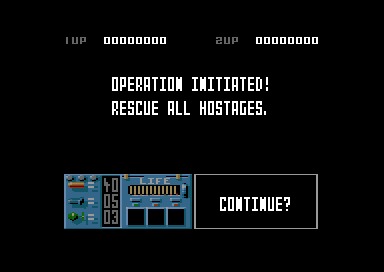 1UP 00000000 2UP 00000000
OPERATION INITIATED!
RESCUE ALL HOSTAGES.
LIFE
40
05
03
CONTINUE?